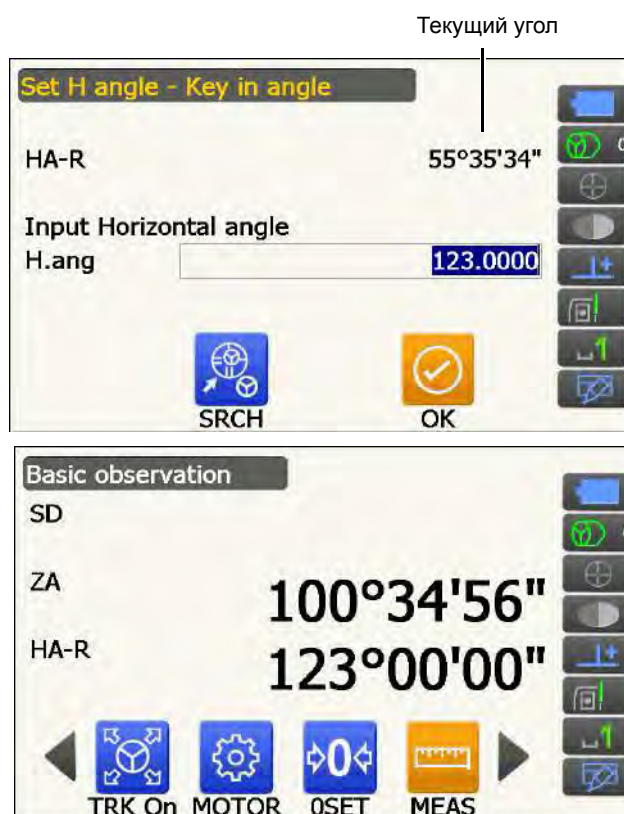 Текущий угол
Set H angle - Key in angle
HA-R 55°35'34"
Input Horizontal angle
H.ang 123.0000
SRCH OK
Basic observation
SD
ZA 100°34'56"
HA-R 123°00'00"
0
TRK On MOTOR 0SET MEAS